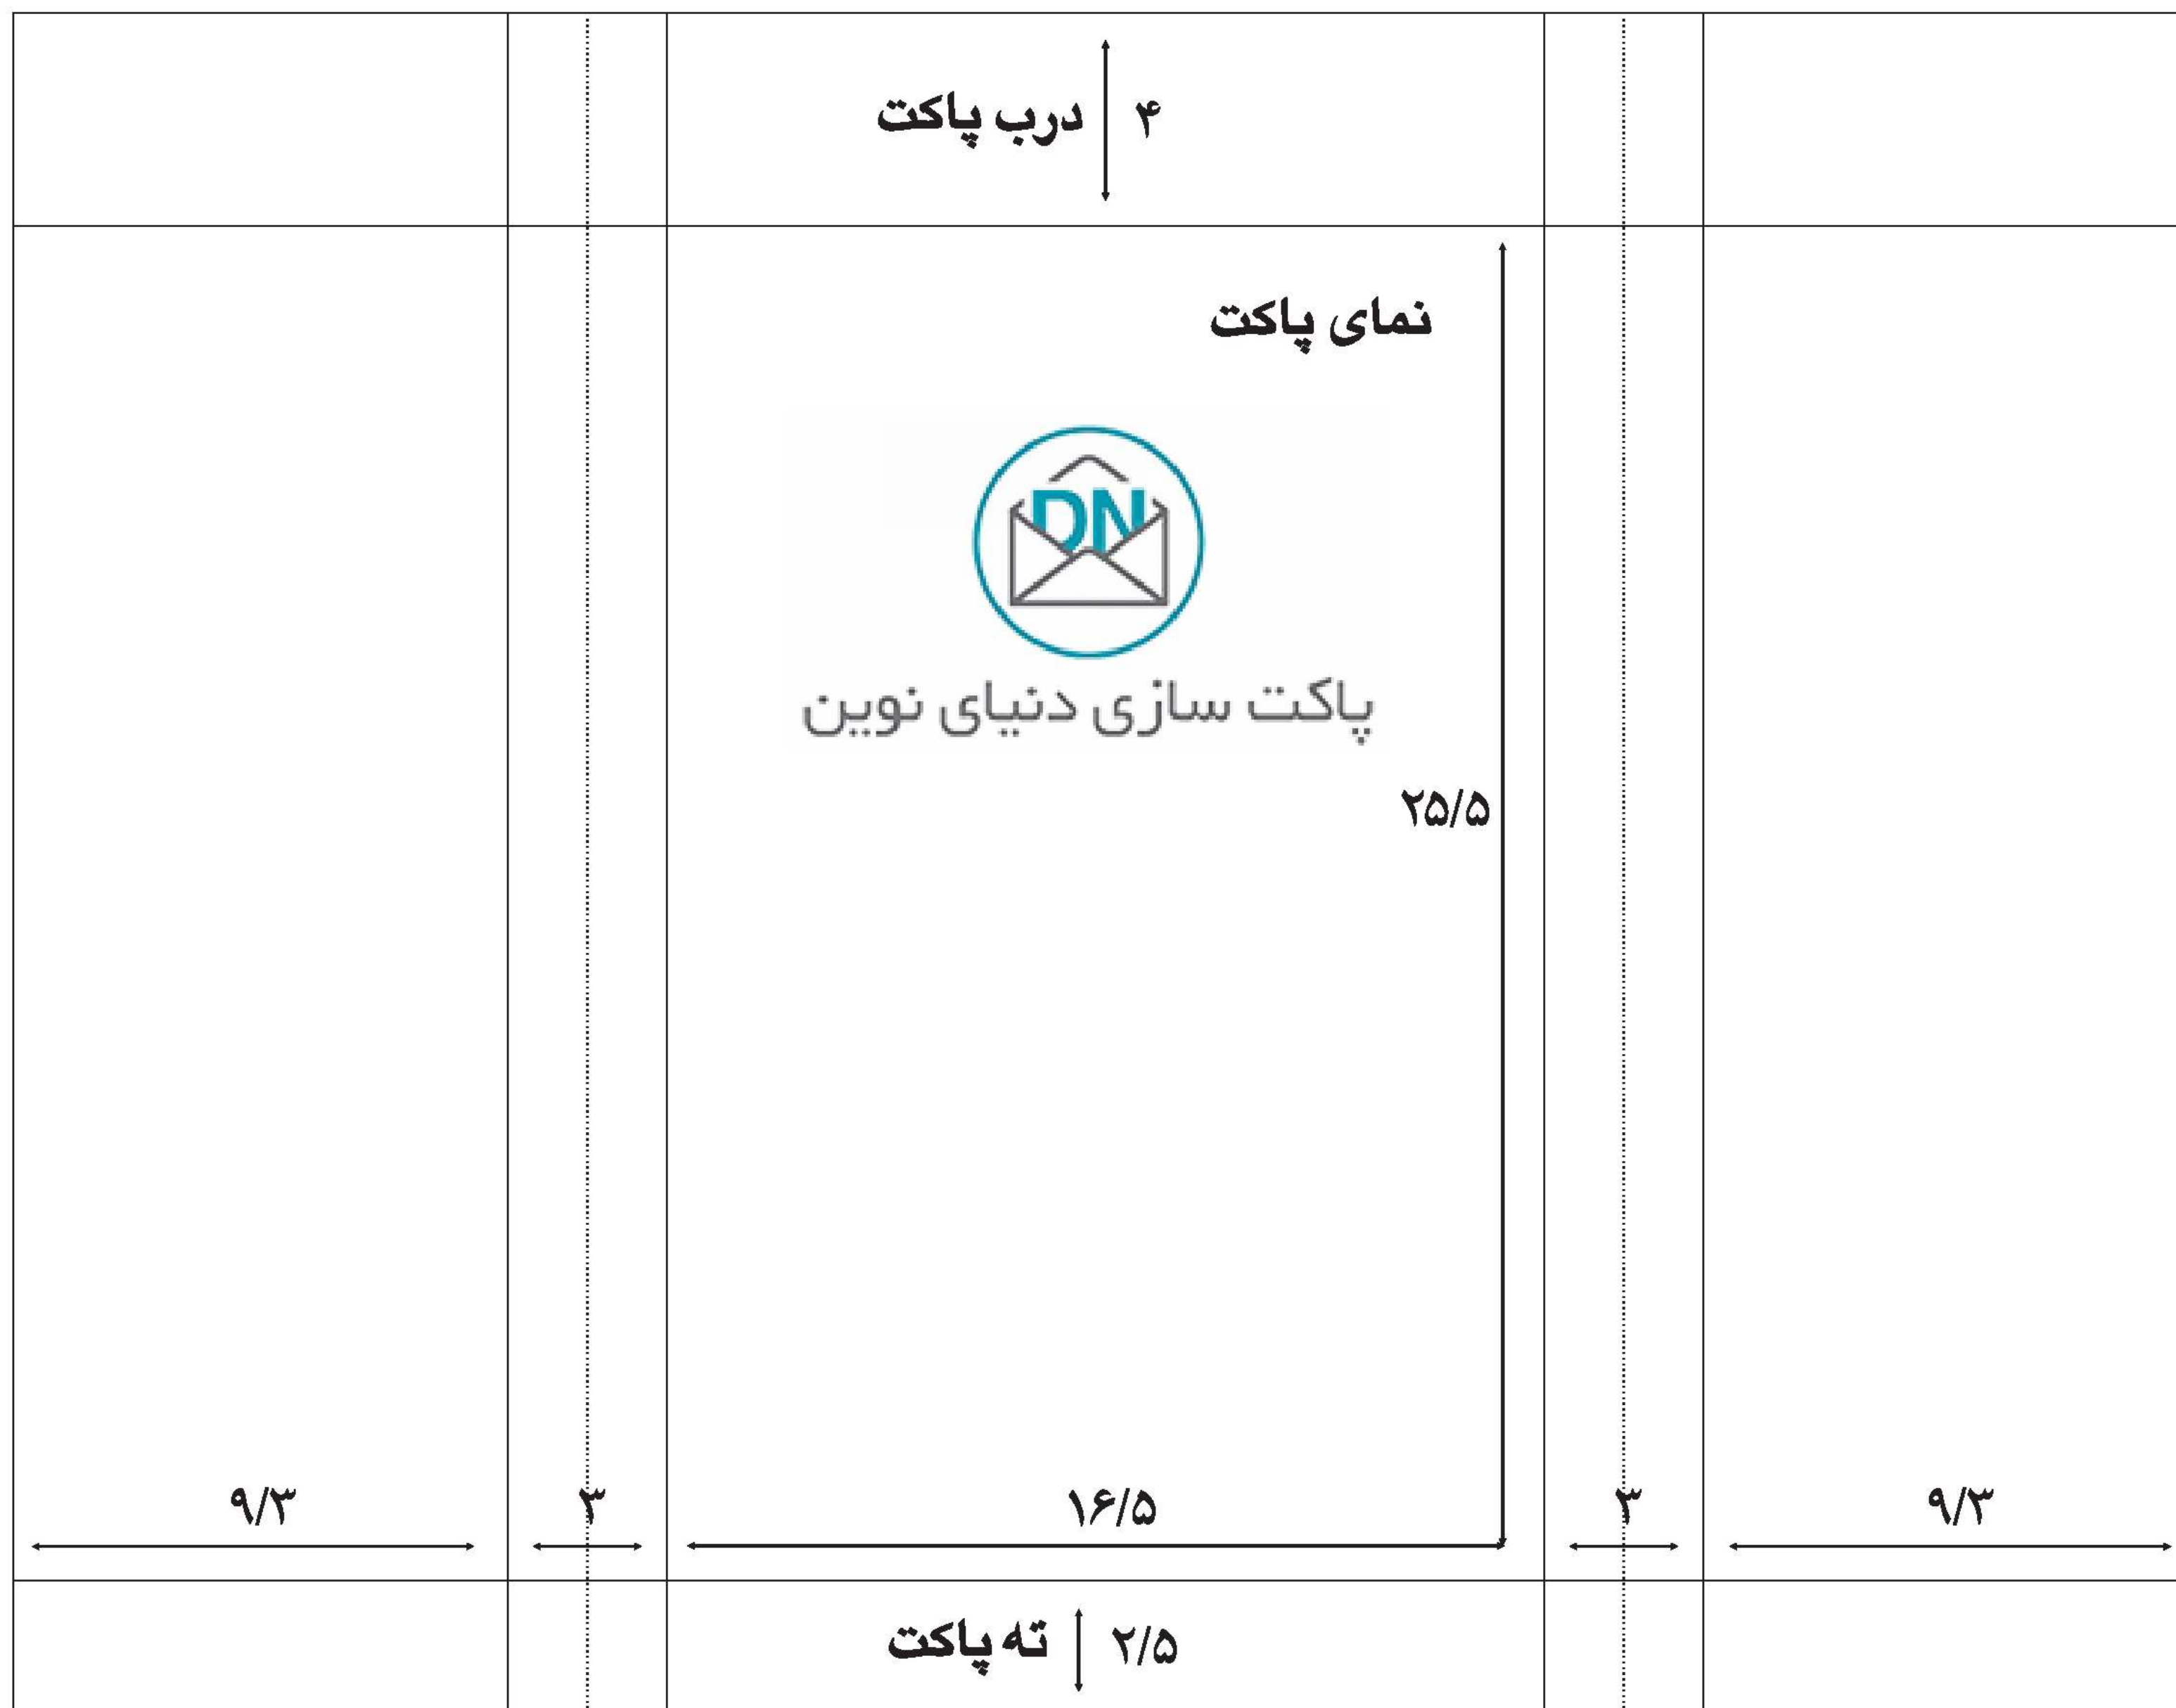 ۴ درب پاکت
نمای پاکت
DN
پاکت سازی دنیای نوین
۲۵/۵
۹/۳
۳
۱۶/۵
۳
۹/۳
۲/۵ ته پاکت